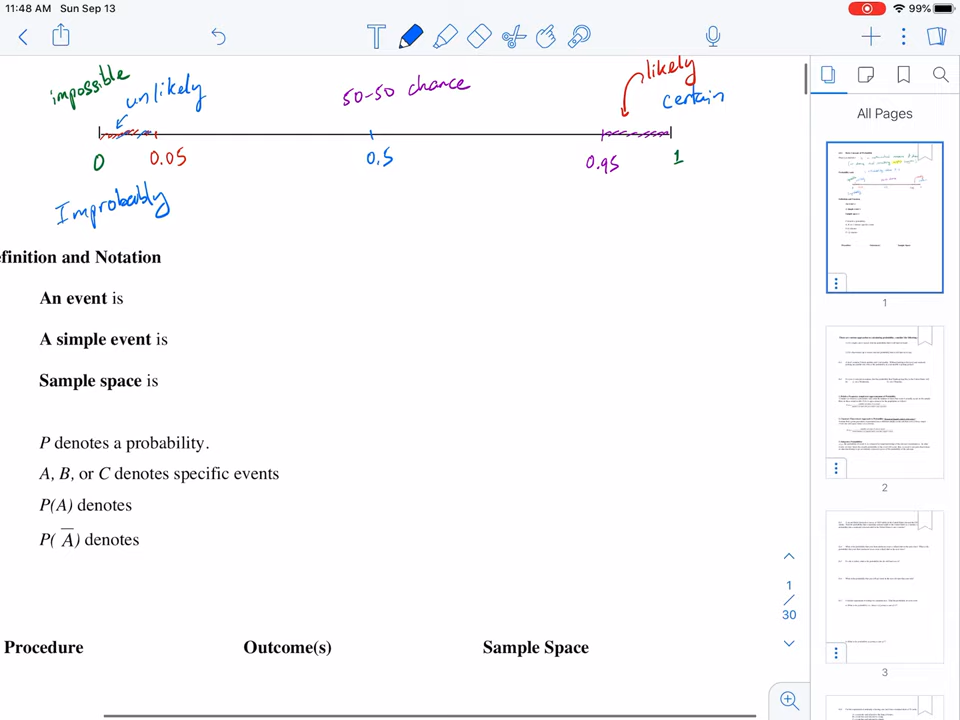 11:48 AM Sun Sep 13
99%
impossible
unlikely
50-50 chance
likely
certain
0
0.05
0.5
0.95
1
Improbably
efinition and Notation
An event is
A simple event is
Sample space is
P denotes a probability.
A, B, or C denotes specific events
P(A) denotes
P( A̅ ) denotes
Procedure Outcome(s) Sample Space
1
/
30
All Pages
1
2
3